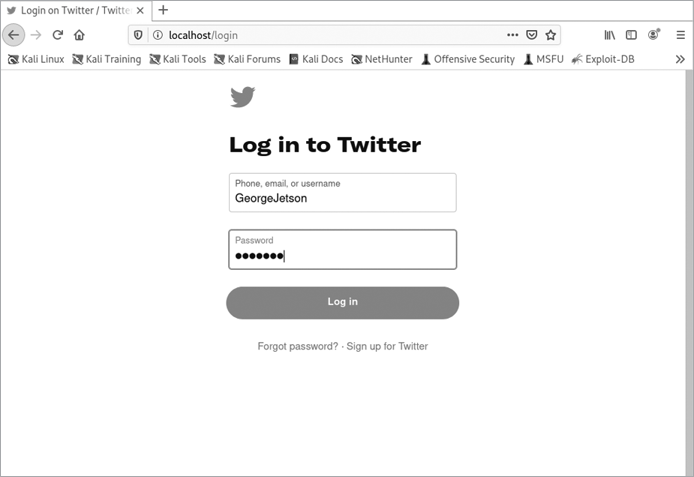 Login on Twitter / Twitte
localhost/login
Kali Linux Kali Training Kali Tools Kali Forums Kali Docs NetHunter Offensive Security MSFU Exploit-DB
Log in to Twitter
Phone, email, or username
GeorgeJetson
Password
•••••••
Log in
Forgot password? · Sign up for Twitter